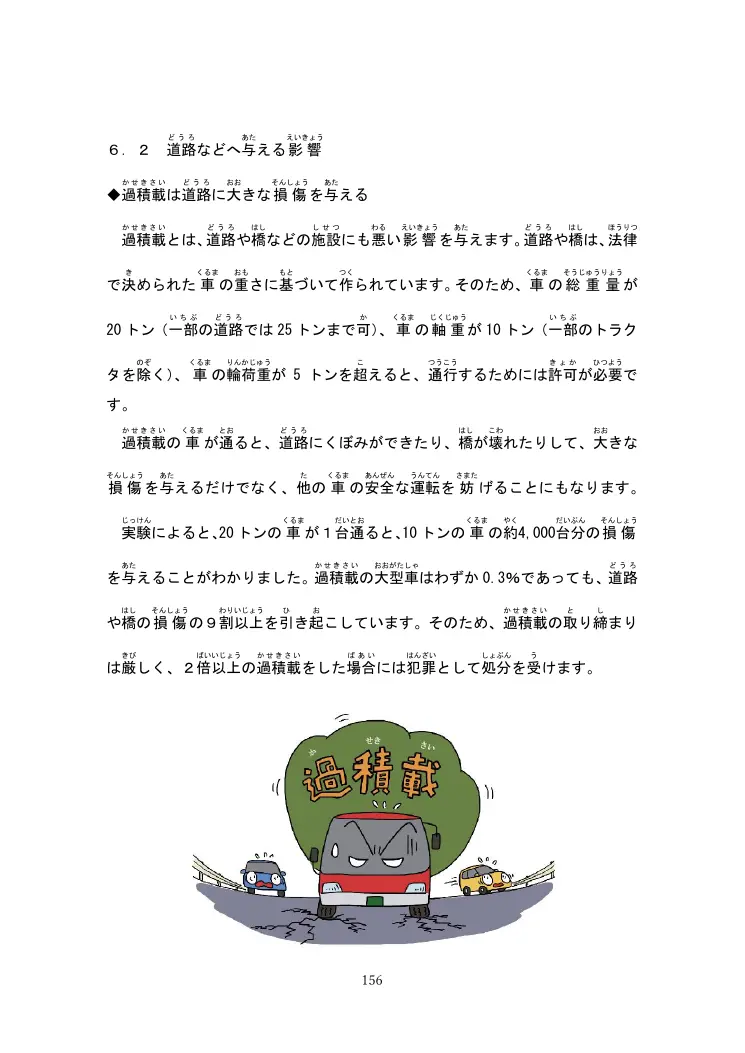 ６．２　道路などへ与える影響
◆過積載は道路に大きな損傷を与える
過積載とは、道路や橋などの施設にも悪い影響を与えます。道路や橋は、法律
で決められた車の重さに基づいて作られています。そのため、車の総重量が
20トン（一部の道路では25トンまで可）、車の軸重が10トン（一部のトラク
タを除く）、車の輪荷重が5トンを超えると、通行するためには許可が必要で
す。
過積載の車が通ると、道路にくぼみができたり、橋が壊れたりして、大きな
損傷を与えるだけでなく、他の車の安全な運転を妨げることにもなります。
実験によると、20トンの車が１台通ると、10トンの車の約4,000台分の損傷
を与えることがわかりました。過積載の大型車はわずか0.3％であっても、道路
や橋の損傷の９割以上を引き起こしています。そのため、過積載の取り締まり
は厳しく、２倍以上の過積載をした場合には犯罪として処分を受けます。
か せき さい
過積載
156